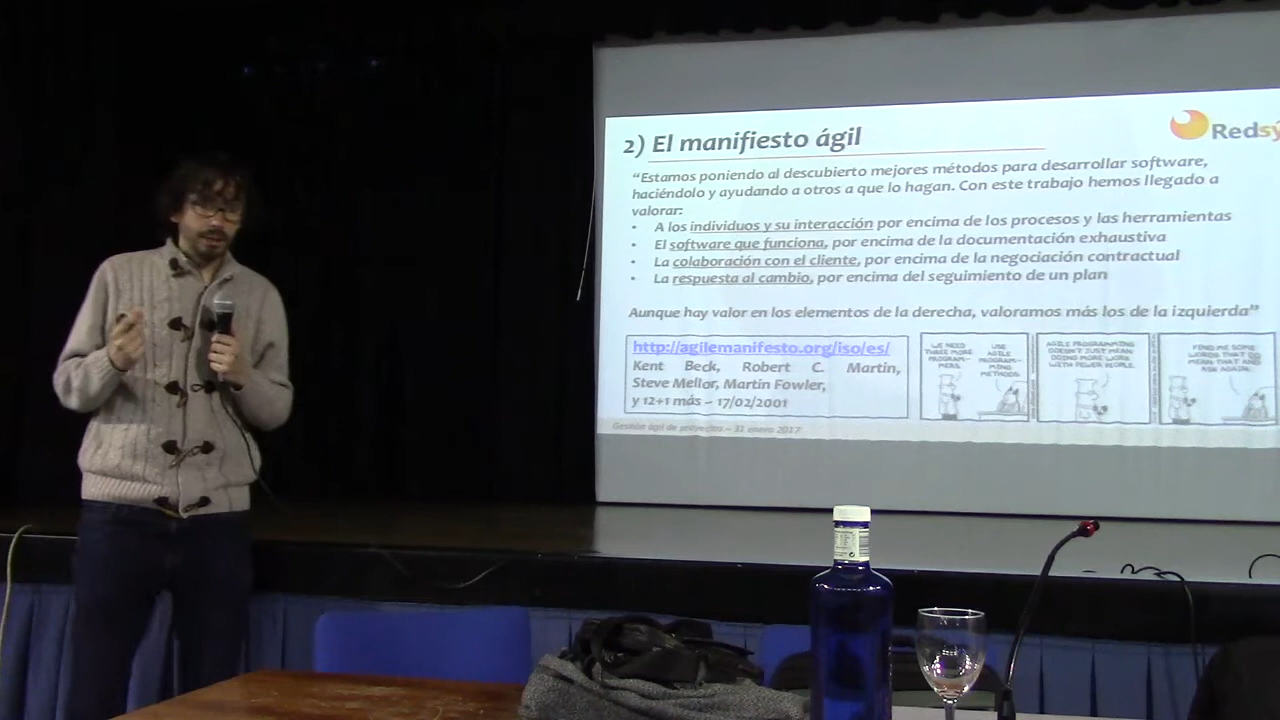 2) El manifiesto ágil
Redsy
“Estamos poniendo al descubierto mejores métodos para desarrollar software,
haciéndolo y ayudando a otros a que lo hagan. Con este trabajo hemos llegado a
valorar:
• A los individuos y su interacción por encima de los procesos y las herramientas
• El software que funciona, por encima de la documentación exhaustiva
• La colaboración con el cliente, por encima de la negociación contractual
• La respuesta al cambio, por encima del seguimiento de un plan
Aunque hay valor en los elementos de la derecha, valoramos más los de la izquierda”
http://agilemanifesto.org/iso/es/
Kent Beck, Robert C. Martin,
Steve Mellor, Martin Fowler,
y 12+1 más – 17/02/2001
WE NEED
THREE MORE
PROGRAM-
MERS.
USE
AGILE
PROGRAM-
MING
METHODS.
AGILE PROGRAMMING
DOESN'T JUST MEAN
DOING MORE WORK
WITH FEWER PEOPLE.
FIND ME SOME
WORDS THAT DO
MEAN THAT AND
ASK AGAIN.
Gestión ágil de proyectos – 31 enero 2017